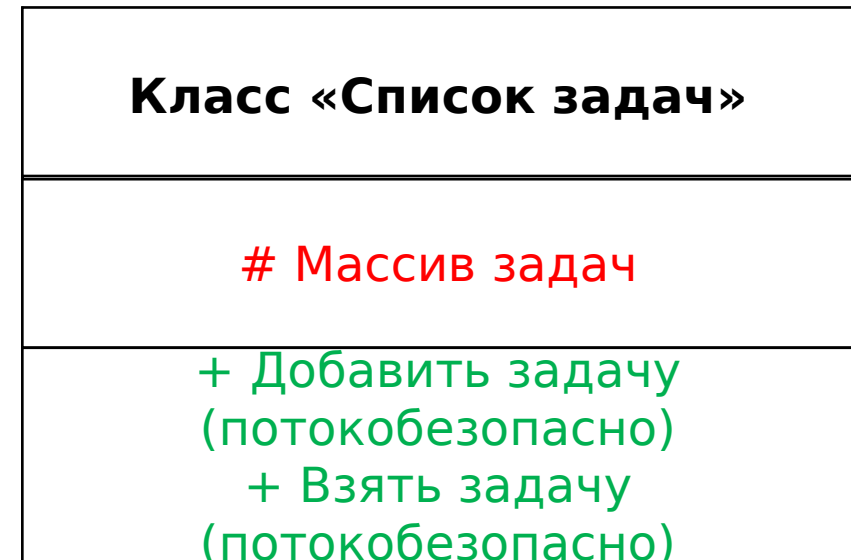 Класс «Список задач»
# Массив задач
+ Добавить задачу
(потокобезопасно)
+ Взять задачу
(потокобезопасно)